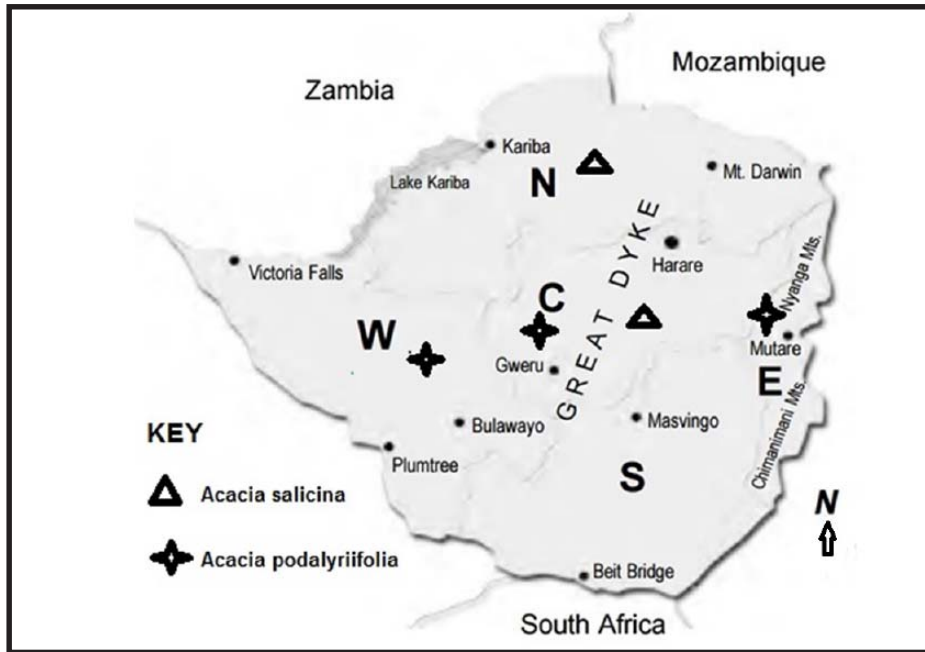 Mozambique
Zambia
Kariba
N
Mt. Darwin
Lake Kariba
GREAT DYKE
Harare
Nyanga Mts.
Victoria Falls
C
W
Mutare
Gweru
E
Chimanimani Mts.
Masvingo
Bulawayo
KEY
Plumtree
S
Acacia salicina
N
Acacia podalyriifolia
Beit Bridge
South Africa